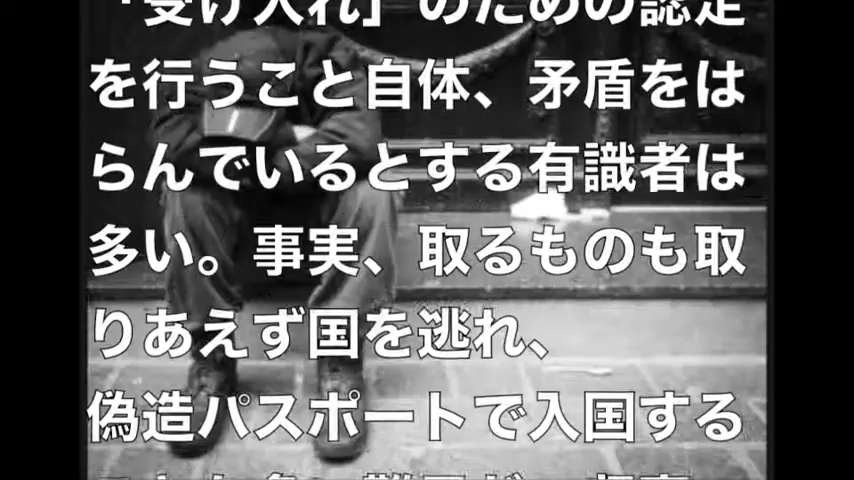 「受け入れ」のための認定
を行うこと自体、矛盾をは
らんでいるとする有識者は
多い。事実、取るものも取
りあえず国を逃れ、
偽造パスポートで入国する